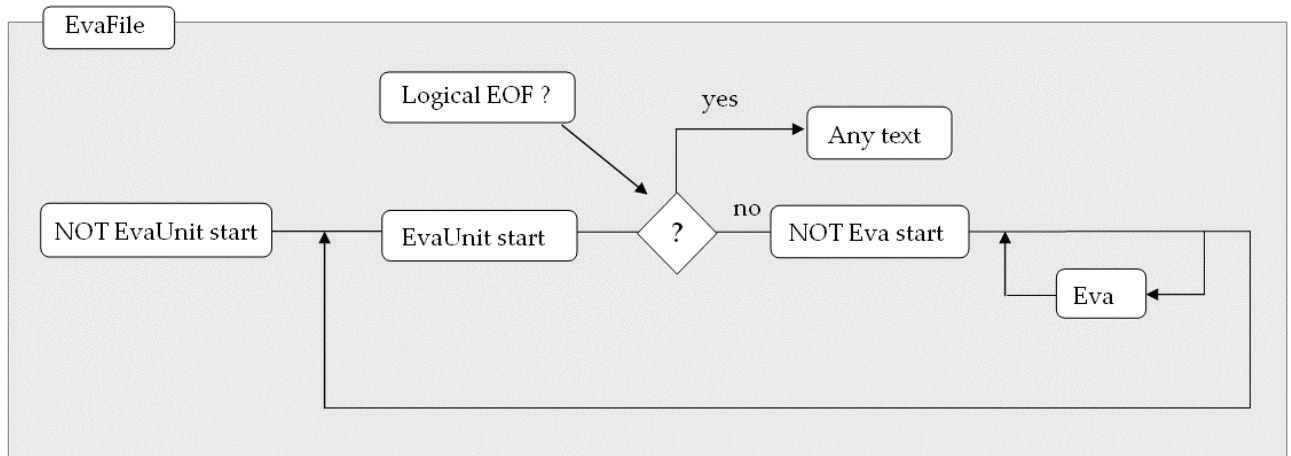 EvaFile
Logical EOF ?
yes
Any text
NOT EvaUnit start
EvaUnit start
?
no
NOT Eva start
Eva